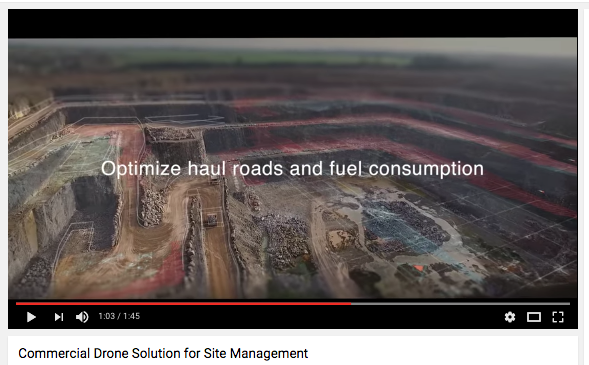 Optimize haul roads and fuel consumption
1:03 / 1:45
Commercial Drone Solution for Site Management